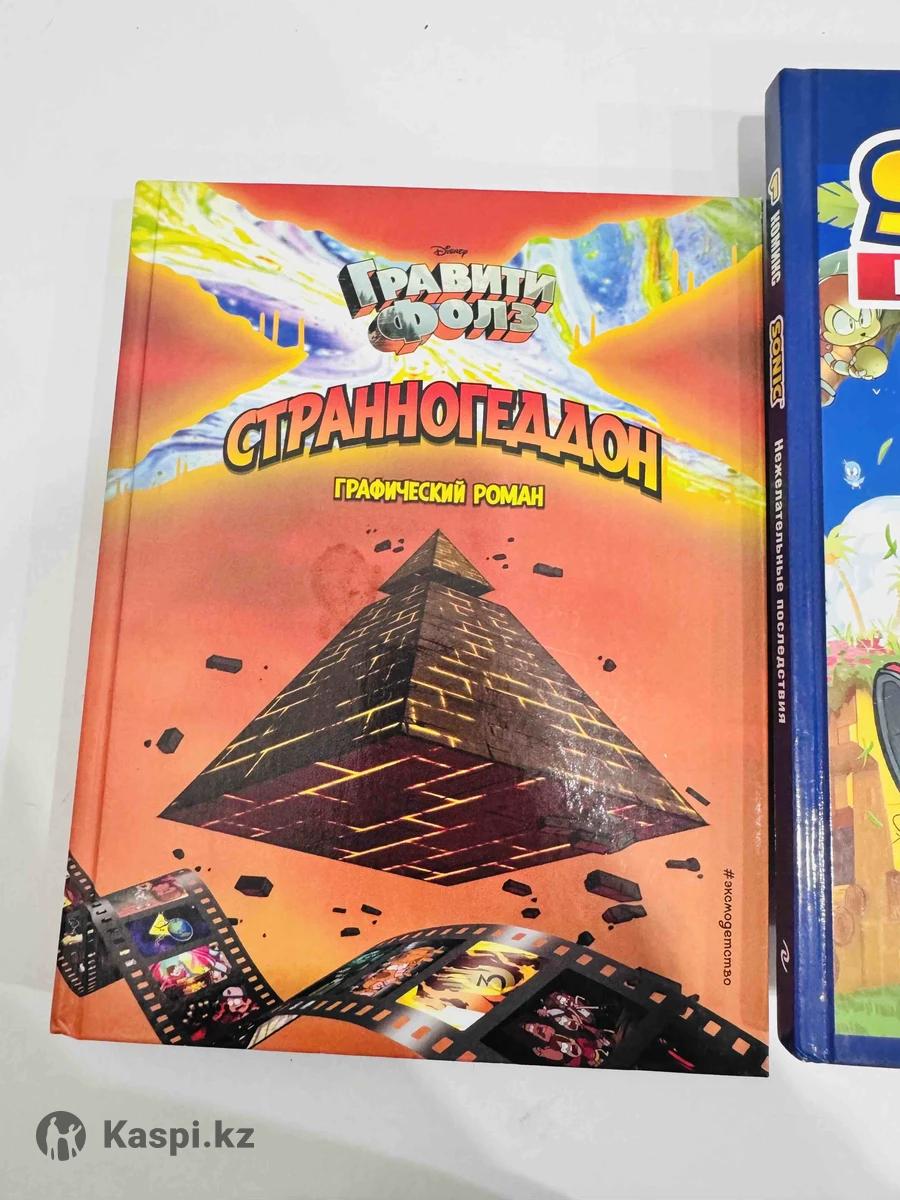 Disney
ГРАВИТИ
ФОЛЗ
СТРАННОГЕДДОН
ГРАФИЧЕСКИЙ РОМАН
#эксмодетство
КОМИКС
SONIC
Нежелательные последствия
Kaspi.kz